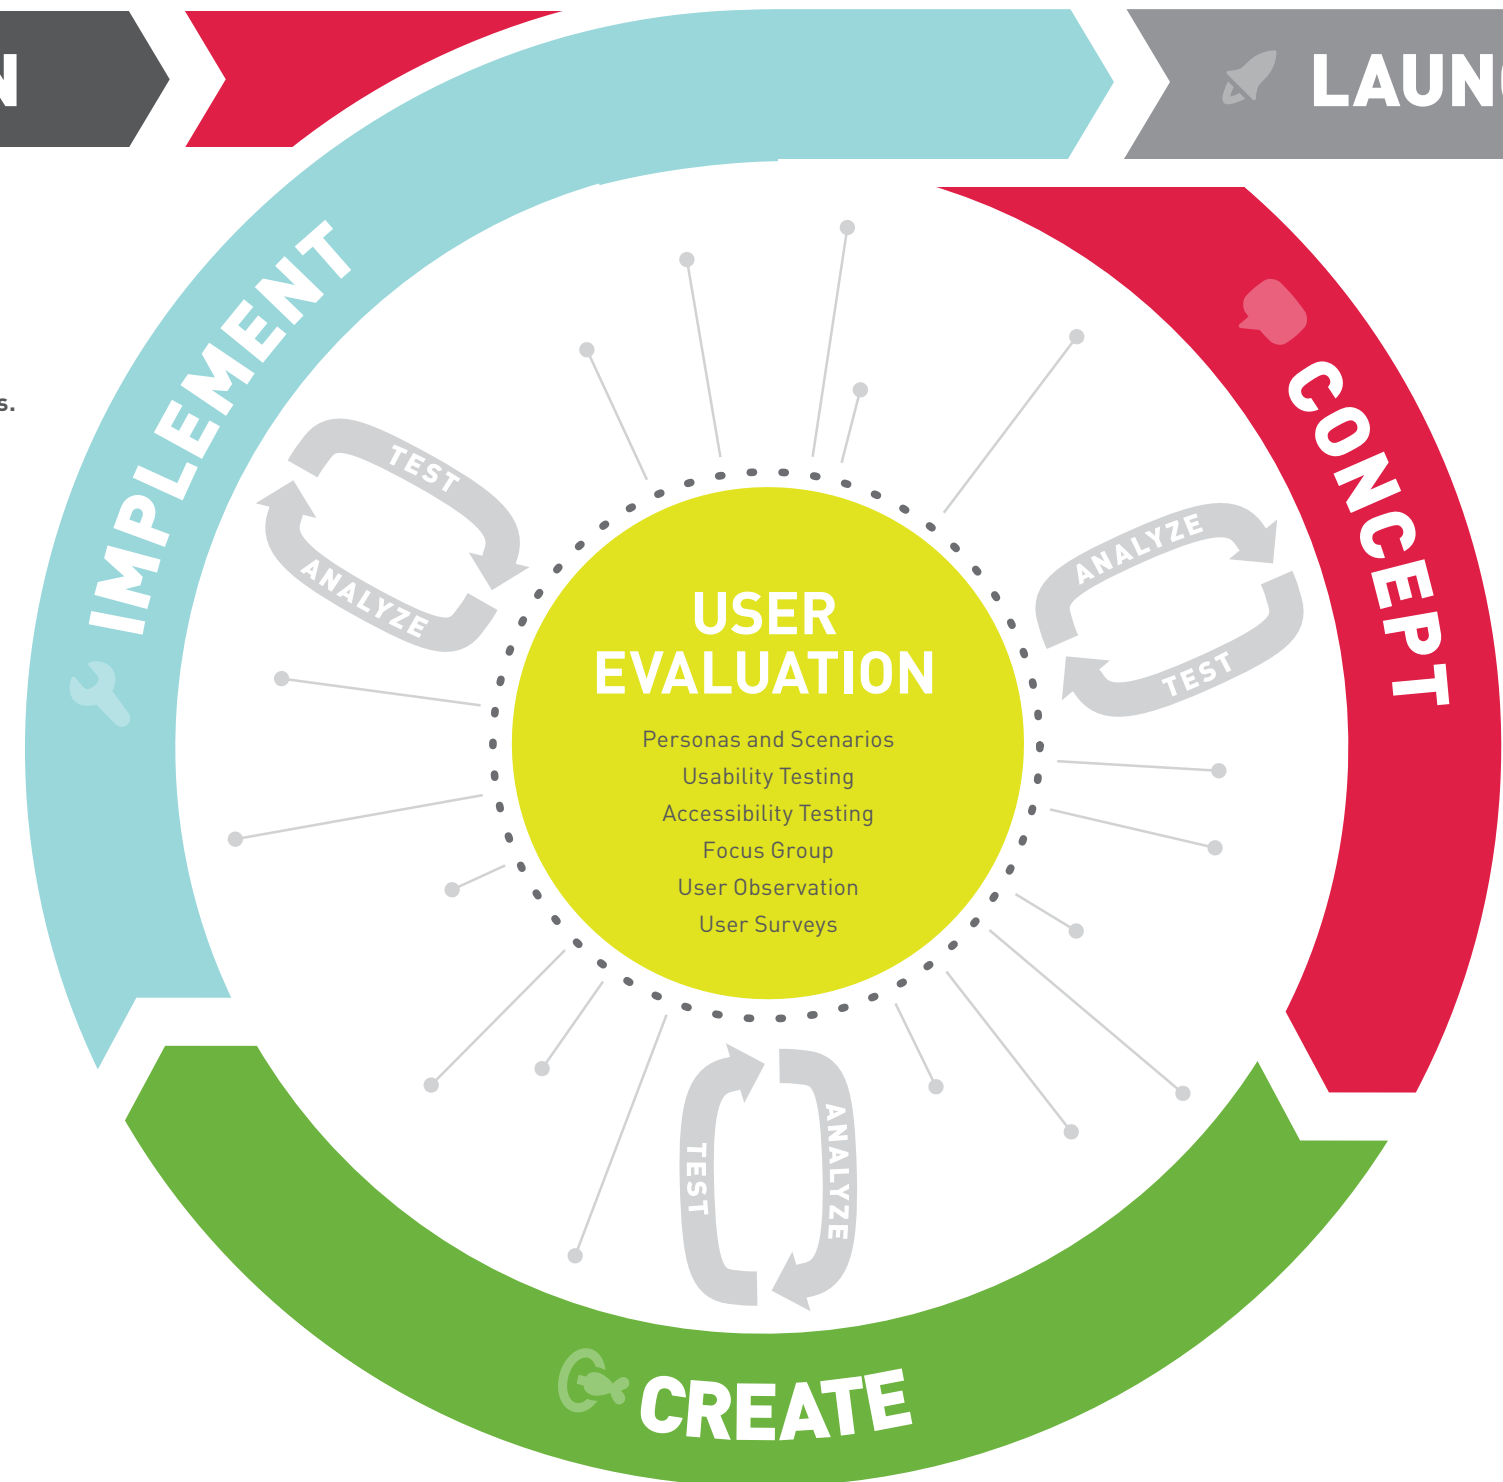 N
LAUN
s.
IMPLEMENT
CONCEPT
TEST
ANALYZE
ANALYZE
TEST
USER
EVALUATION
Personas and Scenarios
Usability Testing
Accessibility Testing
Focus Group
User Observation
User Surveys
TEST
ANALYZE
CREATE